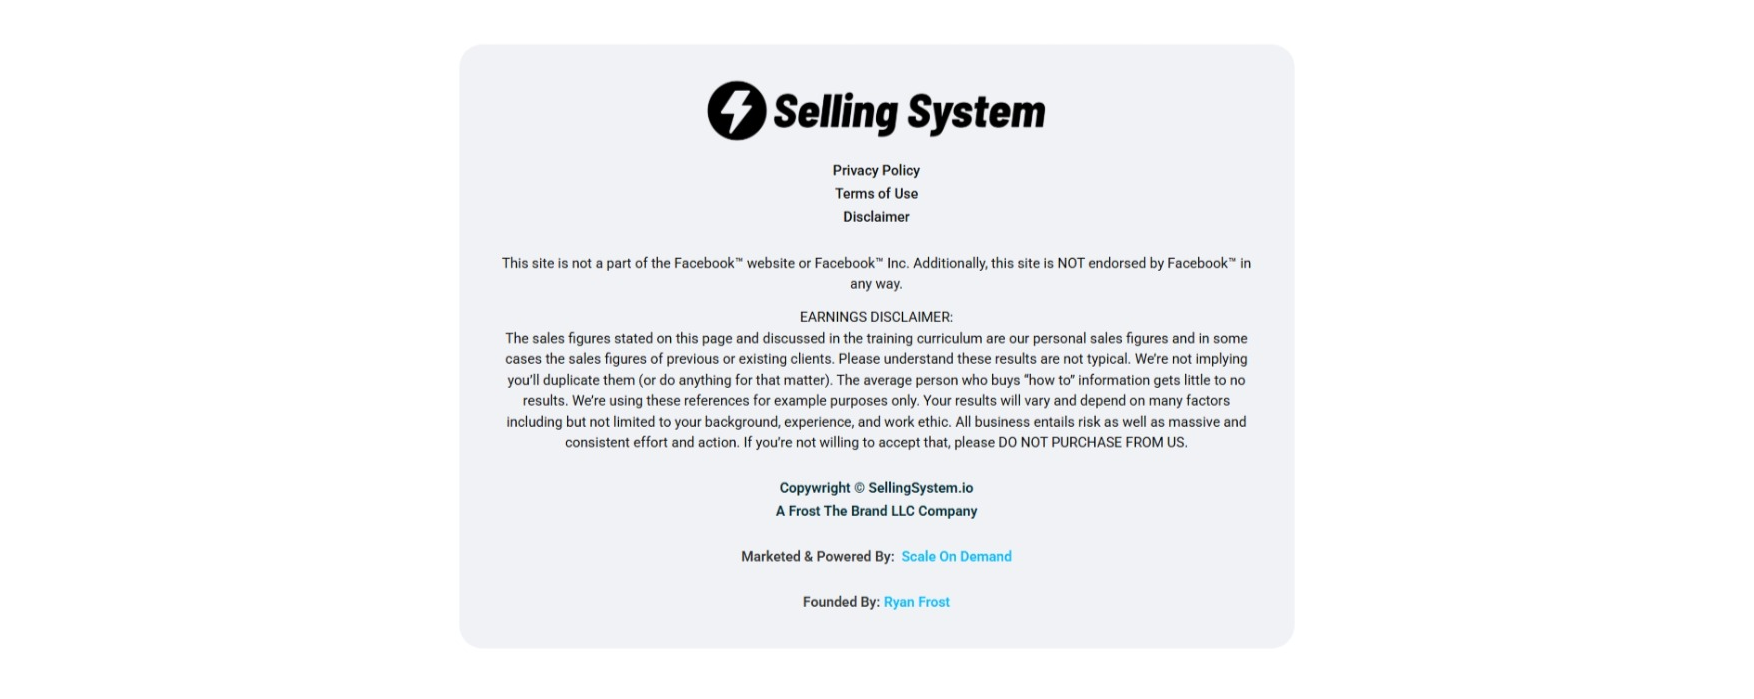 Selling System
Privacy Policy
Terms of Use
Disclaimer
This site is not a part of the Facebook™ website or Facebook™ Inc. Additionally, this site is NOT endorsed by Facebook™ in
any way.
EARNINGS DISCLAIMER:
The sales figures stated on this page and discussed in the training curriculum are our personal sales figures and in some
cases the sales figures of previous or existing clients. Please understand these results are not typical. We’re not implying
you’ll duplicate them (or do anything for that matter). The average person who buys “how to” information gets little to no
results. We’re using these references for example purposes only. Your results will vary and depend on many factors
including but not limited to your background, experience, and work ethic. All business entails risk as well as massive and
consistent effort and action. If you’re not willing to accept that, please DO NOT PURCHASE FROM US.
Copywright © SellingSystem.io
A Frost The Brand LLC Company
Marketed & Powered By: Scale On Demand
Founded By: Ryan Frost